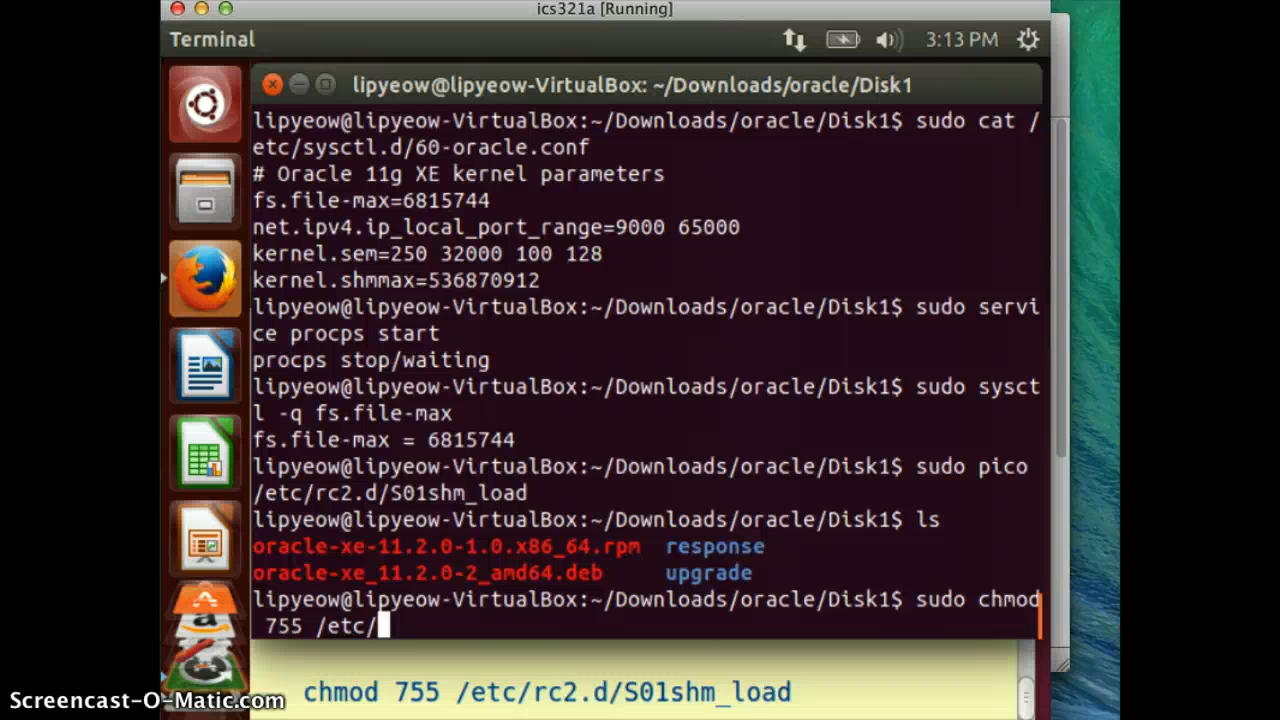 ics321a [Running]
Terminal
3:13 PM
lipyeow@lipyeow-VirtualBox: ~/Downloads/oracle/Disk1
lipyeow@lipyeow-VirtualBox:~/Downloads/oracle/Disk1$ sudo cat /
etc/sysctl.d/60-oracle.conf
# Oracle 11g XE kernel parameters
fs.file-max=6815744
net.ipv4.ip_local_port_range=9000 65000
kernel.sem=250 32000 100 128
kernel.shmmax=536870912
lipyeow@lipyeow-VirtualBox:~/Downloads/oracle/Disk1$ sudo servi
ce procps start
procps stop/waiting
lipyeow@lipyeow-VirtualBox:~/Downloads/oracle/Disk1$ sudo sysct
l -q fs.file-max
fs.file-max = 6815744
lipyeow@lipyeow-VirtualBox:~/Downloads/oracle/Disk1$ sudo pico
/etc/rc2.d/S01shm_load
lipyeow@lipyeow-VirtualBox:~/Downloads/oracle/Disk1$ ls
oracle-xe-11.2.0-1.0.x86_64.rpm response
oracle-xe_11.2.0-2_amd64.deb upgrade
lipyeow@lipyeow-VirtualBox:~/Downloads/oracle/Disk1$ sudo chmod
755 /etc/
chmod 755 /etc/rc2.d/S01shm_load
Screencast-O-Matic.com